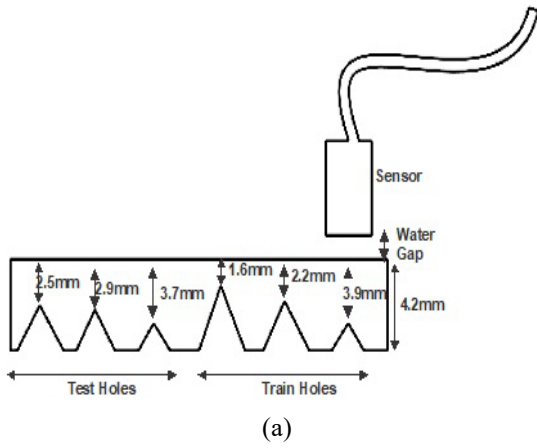 Sensor
Water
Gap
1.6mm
2.5mm
2.9mm
3.7mm
2.2mm
3.9mm
4.2mm
Test Holes
Train Holes
(a)